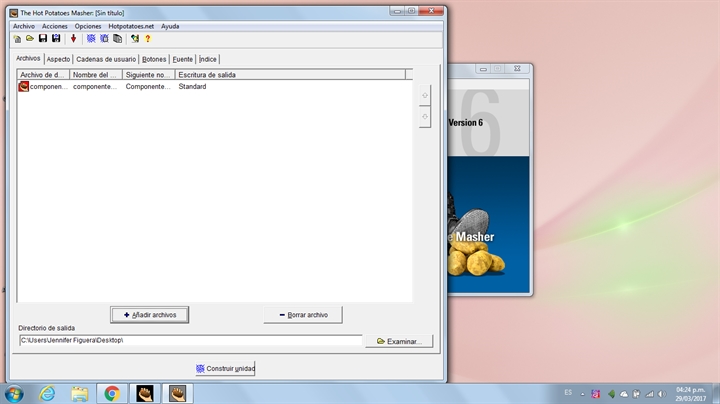 The Hot Potatoes Masher: [Sin título]
Archivo Acciones Opciones Hotpotatoes.net Ayuda
Archivos Aspecto Cadenas de usuario Botones Fuente Índice
Archivo de d... Nombre del ... Siguiente no... Escritura de salida
componen... componente... Componente... Standard
6
Version 6
e Masher
Añadir archivos
Borrar archivo
Directorio de salida
C:\Users\Jennifer Figuera\Desktop\
Examinar...
Construir unidad
ES
04:24 p.m.
29/03/2017